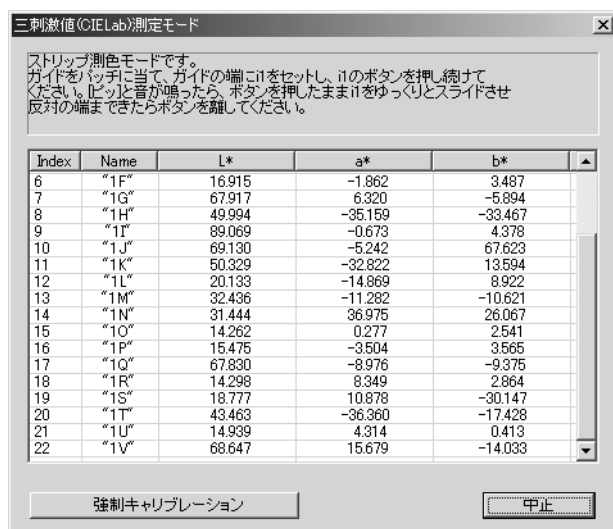 三刺激値(CIELab)測定モード
ストリップ測色モードです。
ガイドをパッチに当て、ガイドの端にi1をセットし、i1のボタンを押し続けて
ください。[ピッ]と音が鳴ったら、ボタンを押したままi1をゆっくりとスライドさせ
反対の端まできたらボタンを離してください。
Index Name L* a* b*
6 "1F" 16.915 -1.862 3.487
7 "1G" 67.917 6.320 -5.894
8 "1H" 49.994 -35.159 -33.467
9 "1I" 89.069 -0.673 4.378
10 "1J" 69.130 -5.242 67.623
11 "1K" 50.329 -32.822 13.594
12 "1L" 20.133 -14.869 8.922
13 "1M" 32.436 -11.282 -10.621
14 "1N" 31.444 36.975 26.067
15 "1O" 14.262 0.277 2.541
16 "1P" 15.475 -3.504 3.565
17 "1Q" 67.830 -8.976 -9.375
18 "1R" 14.298 8.349 2.864
19 "1S" 18.777 10.878 -30.147
20 "1T" 43.463 -36.360 -17.428
21 "1U" 14.939 4.314 0.413
22 "1V" 68.647 15.679 -14.033
強制キャリブレーション
中止